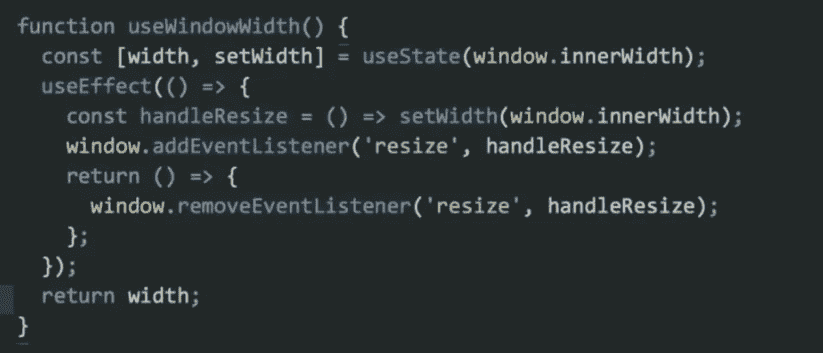 function useWindowWidth() {
  const [width, setWidth] = useState(window.innerWidth);
  useEffect(() => {
    const handleResize = () => setWidth(window.innerWidth);
    window.addEventListener('resize', handleResize);
    return () => {
      window.removeEventListener('resize', handleResize);
    };
  });
  return width;
}